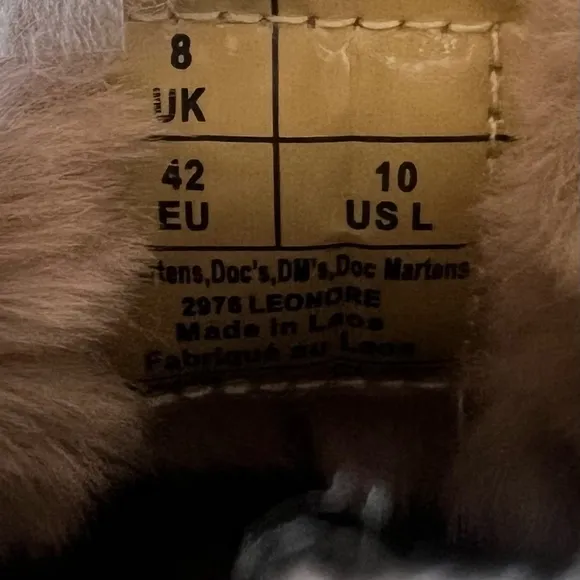 8
UK
42
EU
10
US L
tens,Doc's,DM's,Doc Martens
2976 LEONORE
Made in Laos
Fabriqué au Laos